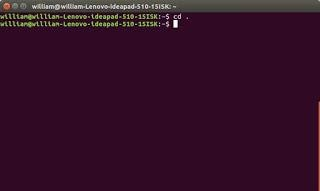 william@william-Lenovo-ideapad-510-15ISK: ~
william@william-Lenovo-ideapad-510-15ISK:~$ cd .
william@william-Lenovo-ideapad-510-15ISK:~$